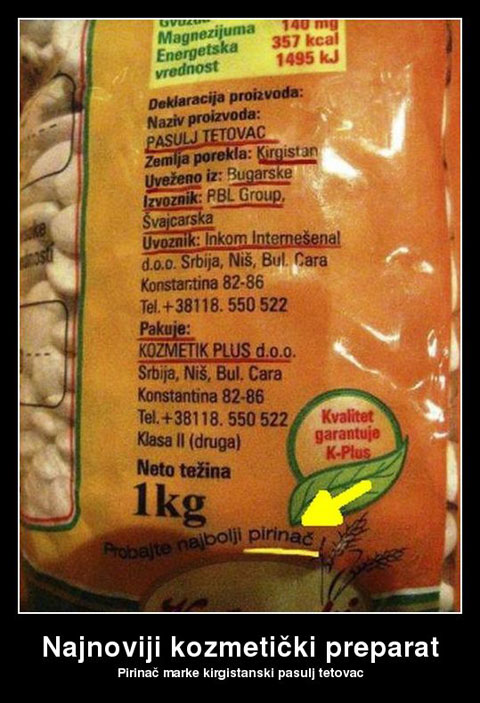 Magnezijuma 140 mg
Energetska 357 kcal
vrednost 1495 kJ
Deklaracija proizvoda:
Naziv proizvoda:
PASULJ TETOVAC
Zemlja porekla: Kirgistan
Uveženo iz: Bugarske
Izvoznik: RBL Group,
Švajcarska
Uvoznik: Inkom Internešenal
d.o.o. Srbija, Niš, Bul. Cara
Konstantina 82-86
Tel.+38118. 550 522
Pakuje:
KOZMETIK PLUS d.o.o.
Srbija, Niš, Bul. Cara
Konstantina 82-86
Tel.+38118. 550 522
Klasa II (druga)
Kvalitet
garantuje
K-Plus
Neto težina
1kg
Probajte najbolji pirinač!
Najnoviji kozmetički preparat
Pirinač marke kirgistanski pasulj tetovac